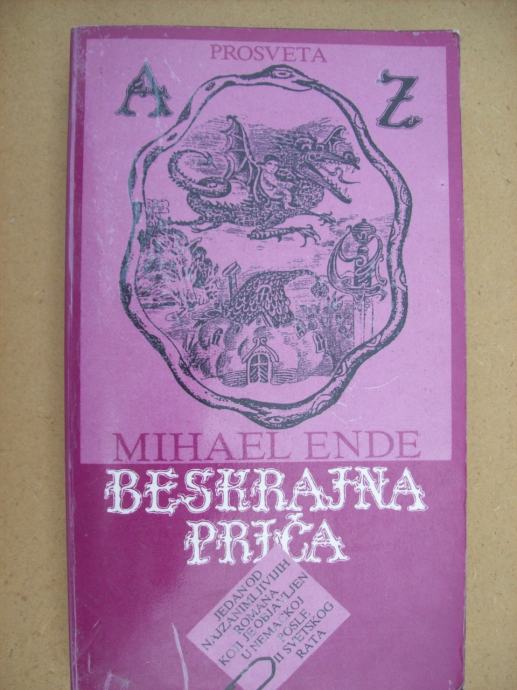 PROSVETA
A Z
MIHAEL ENDE
BESKRAJNA
PRIČA
JEDAN OD
NAJZANIMLJIVIJIH
ROMANA
KOJI JE OBJAVLJEN
U NEMAČKOJ
POSLE
II SVETSKOG
RATA